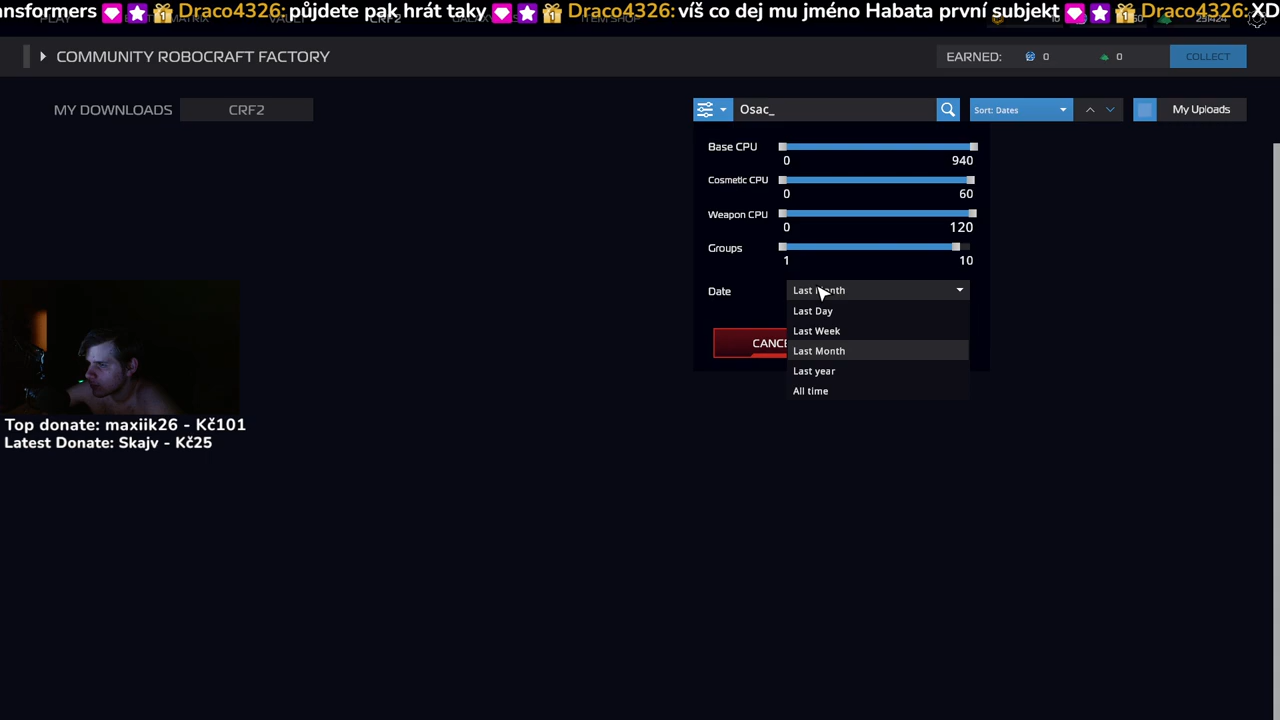 nsformers Draco4326: půjdete pak hrát taky Draco4326: víš co dej mu jméno Habata první subjekt Draco4326: XD
COMMUNITY ROBOCRAFT FACTORY
EARNED: 0 0 COLLECT
MY DOWNLOADS CRF2
Osac_ Sort: Dates My Uploads
Base CPU
0 940
Cosmetic CPU
0 60
Weapon CPU
0 120
Groups
1 10
Date Last Month
Last Day
Last Week
CANCE
Last Month
Last year
All time
Top donate: maxiik26 - Kč101
Latest Donate: Skajv - Kč25